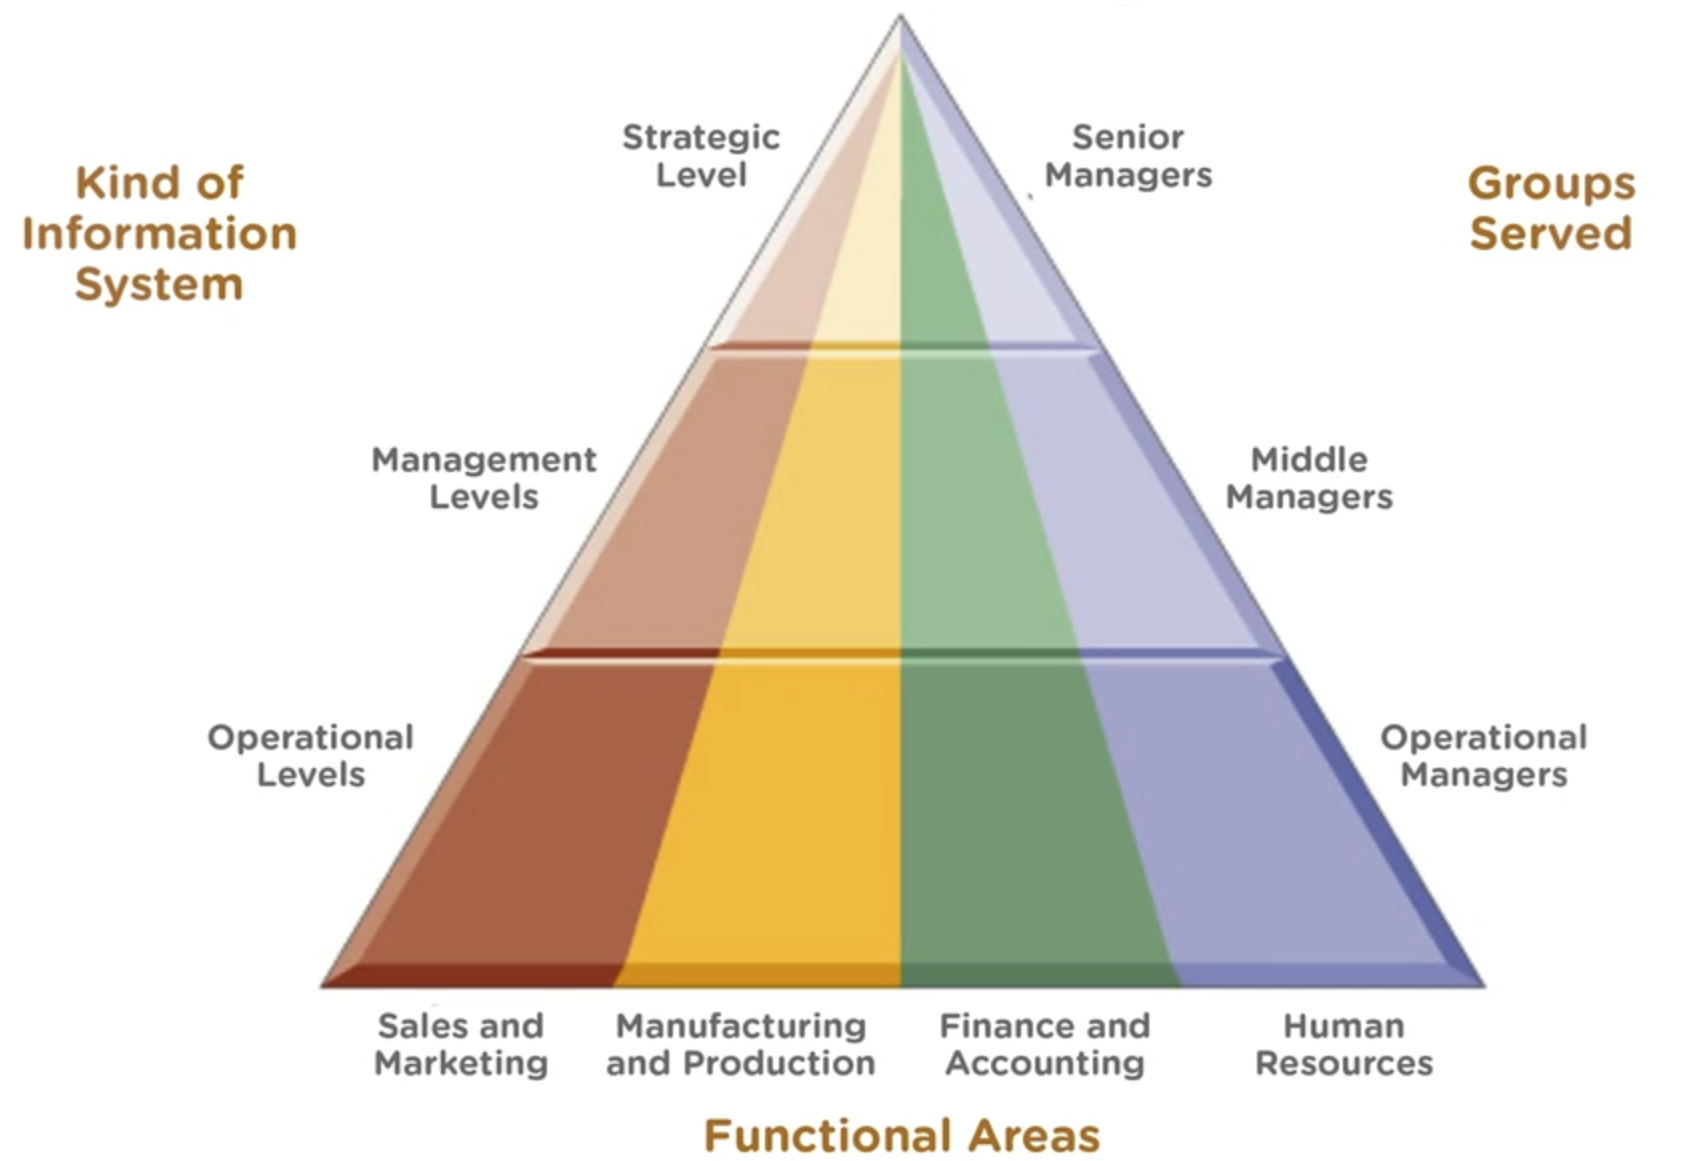 Strategic
Level
Senior
Managers
Kind of
Information
System
Groups
Served
Management
Levels
Middle
Managers
Operational
Levels
Operational
Managers
Sales and
Marketing
Manufacturing
and Production
Finance and
Accounting
Human
Resources
Functional Areas